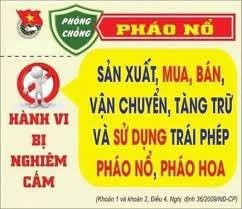 PHÒNG
CHỐNG
PHÁO NỔ
HÀNH VI
BỊ
NGHIÊM
CẤM
SẢN XUẤT, MUA, BÁN,
VẬN CHUYỂN, TÀNG TRỮ
VÀ SỬ DỤNG TRÁI PHÉP
PHÁO NỔ, PHÁO HOA
(Khoản 1 và khoản 2, Điều 4, Nghị định 36/2009/NĐ-CP)